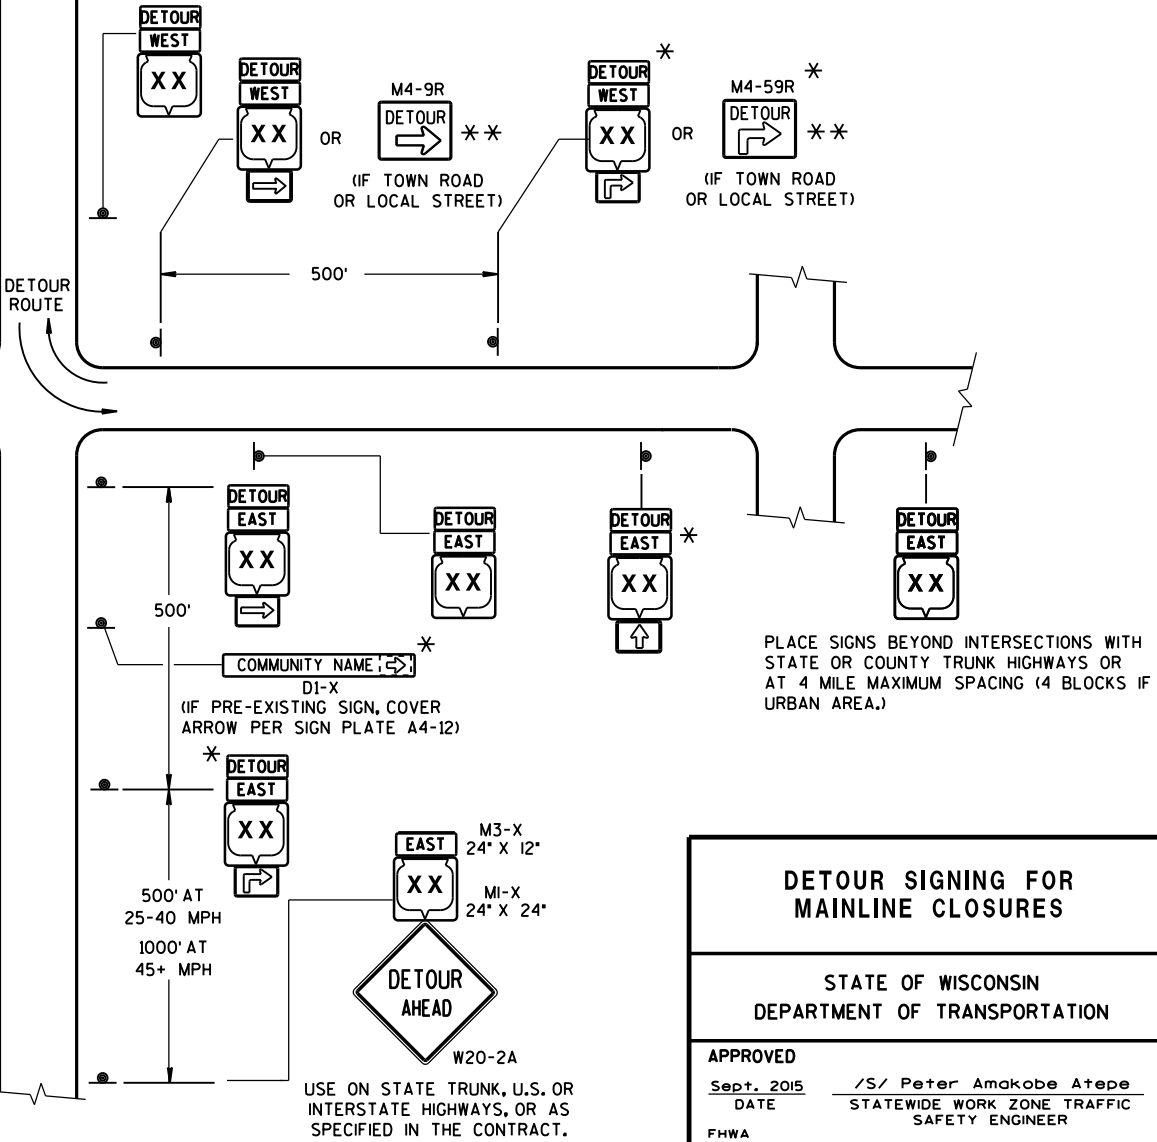 DETOUR
WEST
XX
DETOUR
WEST
XX
OR
M4-9R
DETOUR
**
(IF TOWN ROAD
OR LOCAL STREET)
DETOUR
*
WEST
XX
OR
M4-59R
*
DETOUR
**
(IF TOWN ROAD
OR LOCAL STREET)
500'
DETOUR
ROUTE
DETOUR
EAST
XX
DETOUR
EAST
XX
DETOUR
EAST
*
XX
DETOUR
EAST
XX
500'
PLACE SIGNS BEYOND INTERSECTIONS WITH
STATE OR COUNTY TRUNK HIGHWAYS OR
AT 4 MILE MAXIMUM SPACING (4 BLOCKS IF
URBAN AREA.)
COMMUNITY NAME
*
D1-X
(IF PRE-EXISTING SIGN, COVER
ARROW PER SIGN PLATE A4-12)
*
DETOUR
EAST
XX
500' AT
25-40 MPH
1000' AT
45+ MPH
EAST
XX
M3-X
24" X 12"
M1-X
24" X 24"
DETOUR
AHEAD
W20-2A
USE ON STATE TRUNK, U.S. OR
INTERSTATE HIGHWAYS, OR AS
SPECIFIED IN THE CONTRACT.
DETOUR SIGNING FOR
MAINLINE CLOSURES
STATE OF WISCONSIN
DEPARTMENT OF TRANSPORTATION
APPROVED
Sept. 2015 /S/ Peter Amakobe Atepe
DATE STATEWIDE WORK ZONE TRAFFIC
SAFETY ENGINEER
FHWA